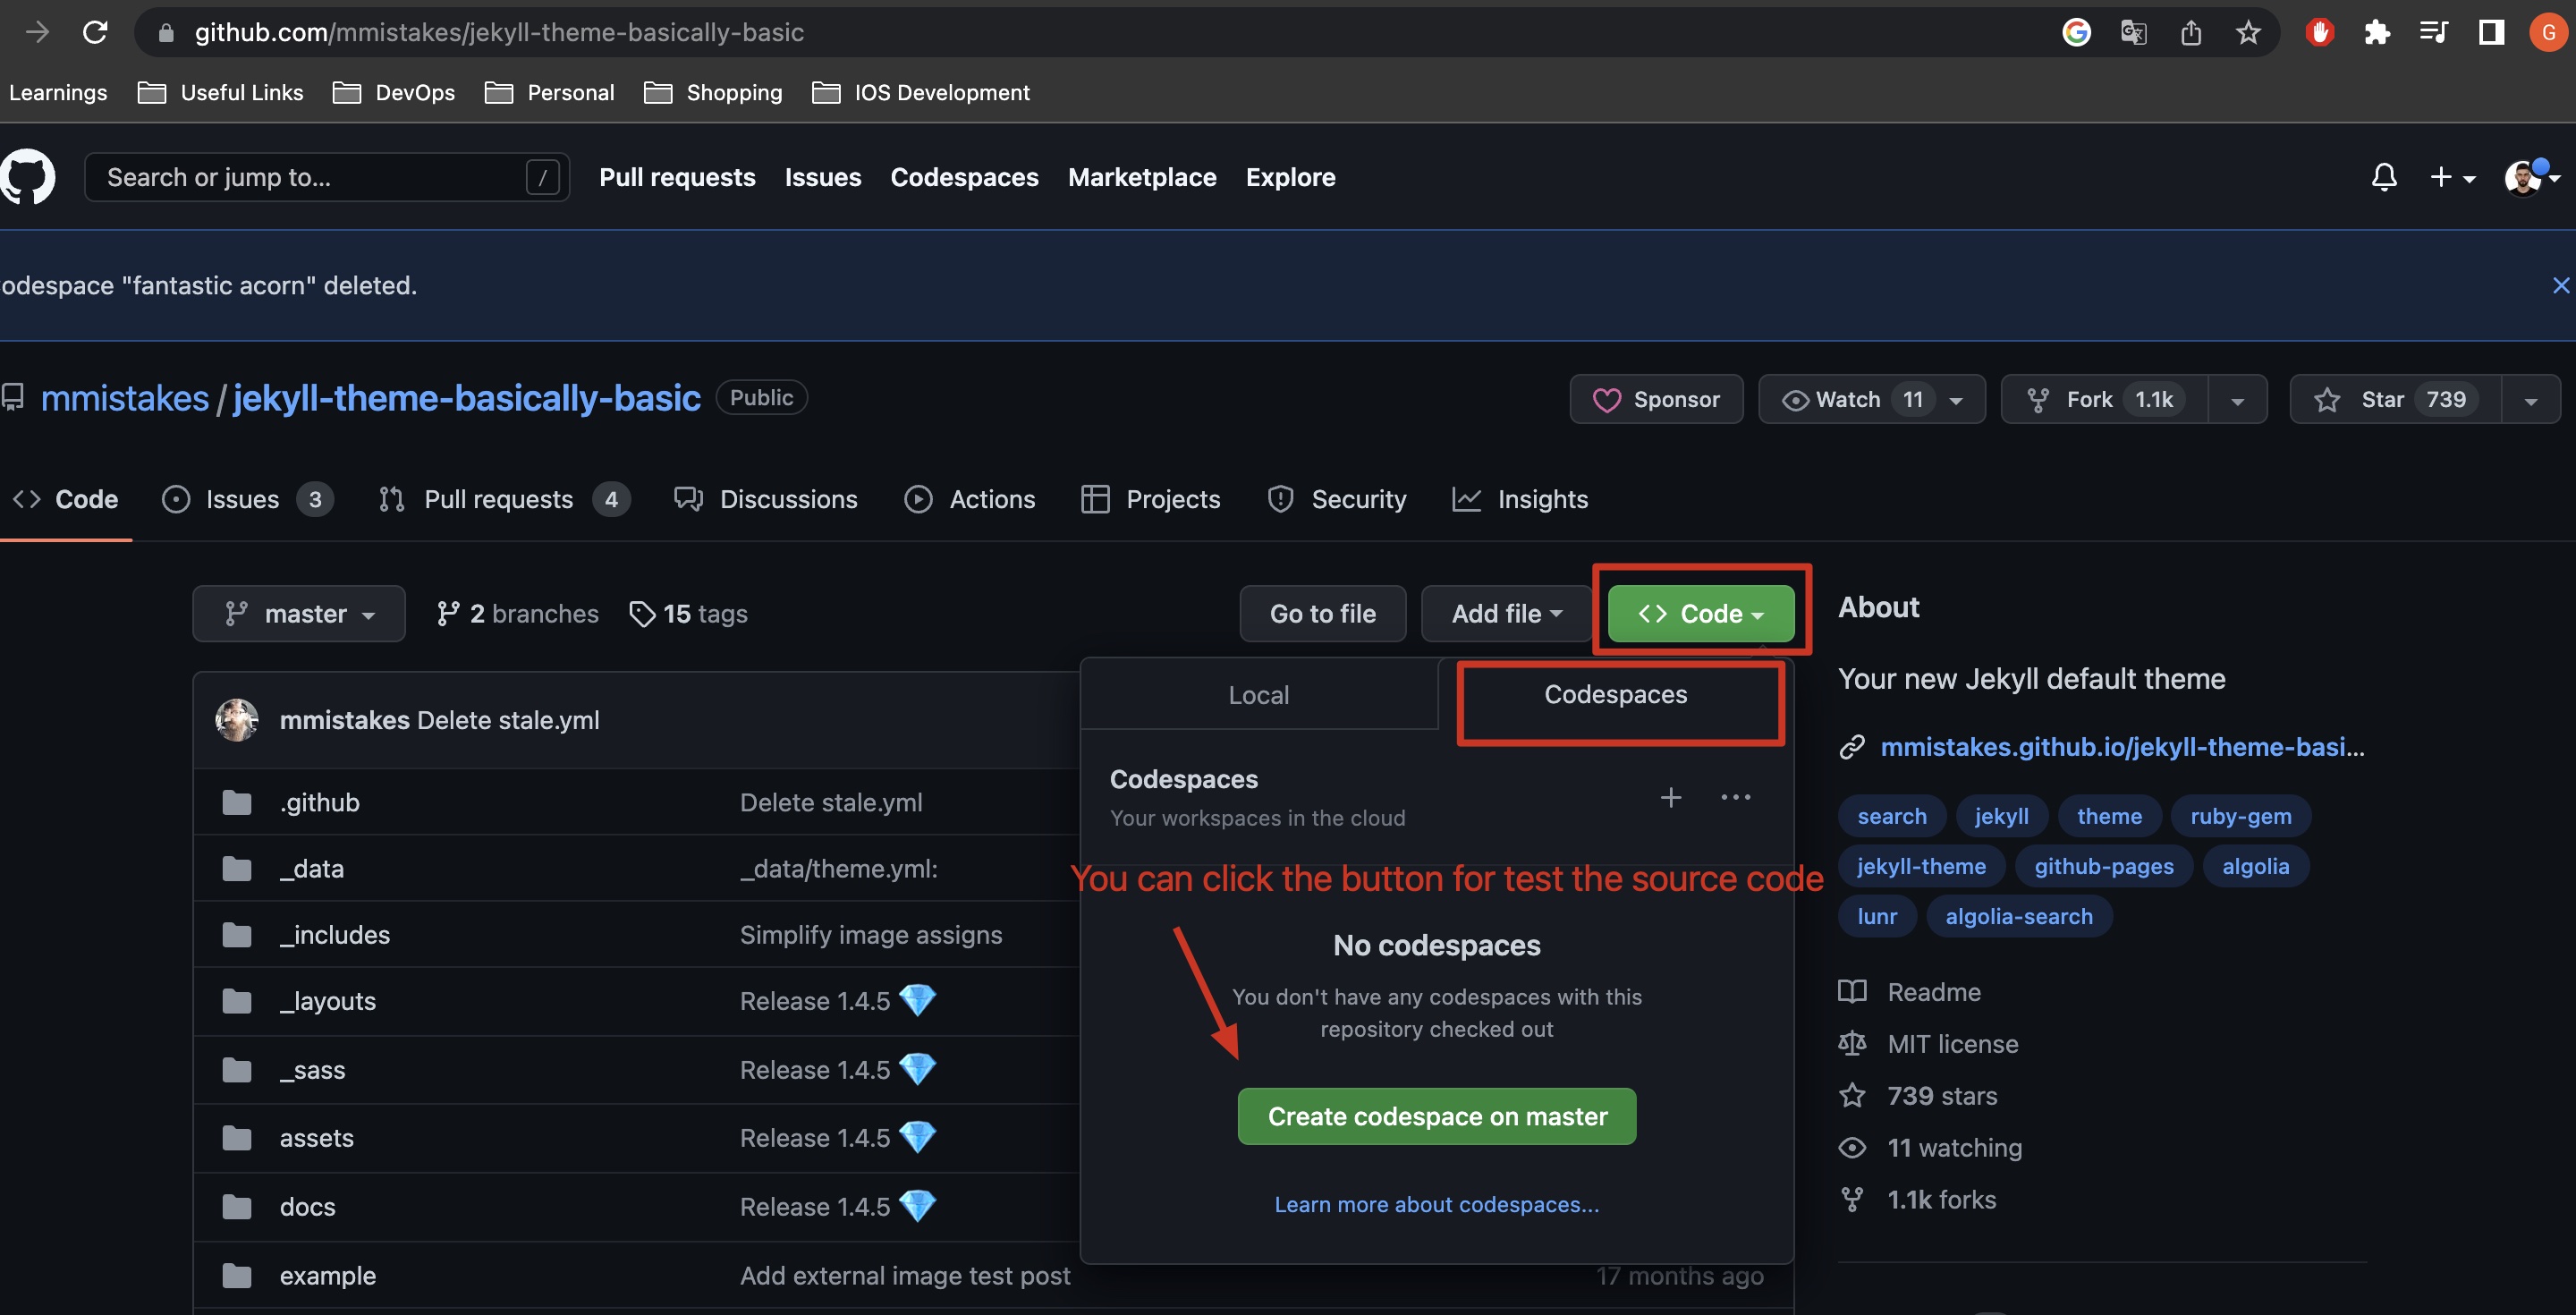 github.com/mmistakes/jekyll-theme-basically-basic
G
Learnings Useful Links DevOps Personal Shopping IOS Development
Search or jump to... / Pull requests Issues Codespaces Marketplace Explore
odespace "fantastic acorn" deleted.
mmistakes / jekyll-theme-basically-basic Public Sponsor Watch 11 Fork 1.1k Star 739
Code Issues 3 Pull requests 4 Discussions Actions Projects Security Insights
master 2 branches 15 tags Go to file Add file Code
mmistakes Delete stale.yml
.github Delete stale.yml
_data _data/theme.yml:
_includes Simplify image assigns
_layouts Release 1.4.5 💎
_sass Release 1.4.5 💎
assets Release 1.4.5 💎
docs Release 1.4.5 💎
example Add external image test post 17 months ago
Local Codespaces
Codespaces
Your workspaces in the cloud
You can click the button for test the source code
No codespaces
You don't have any codespaces with this
repository checked out
Create codespace on master
Learn more about codespaces...
About
Your new Jekyll default theme
mmistakes.github.io/jekyll-theme-basi...
search jekyll theme ruby-gem
jekyll-theme github-pages algolia
lunr algolia-search
Readme
MIT license
739 stars
11 watching
1.1k forks